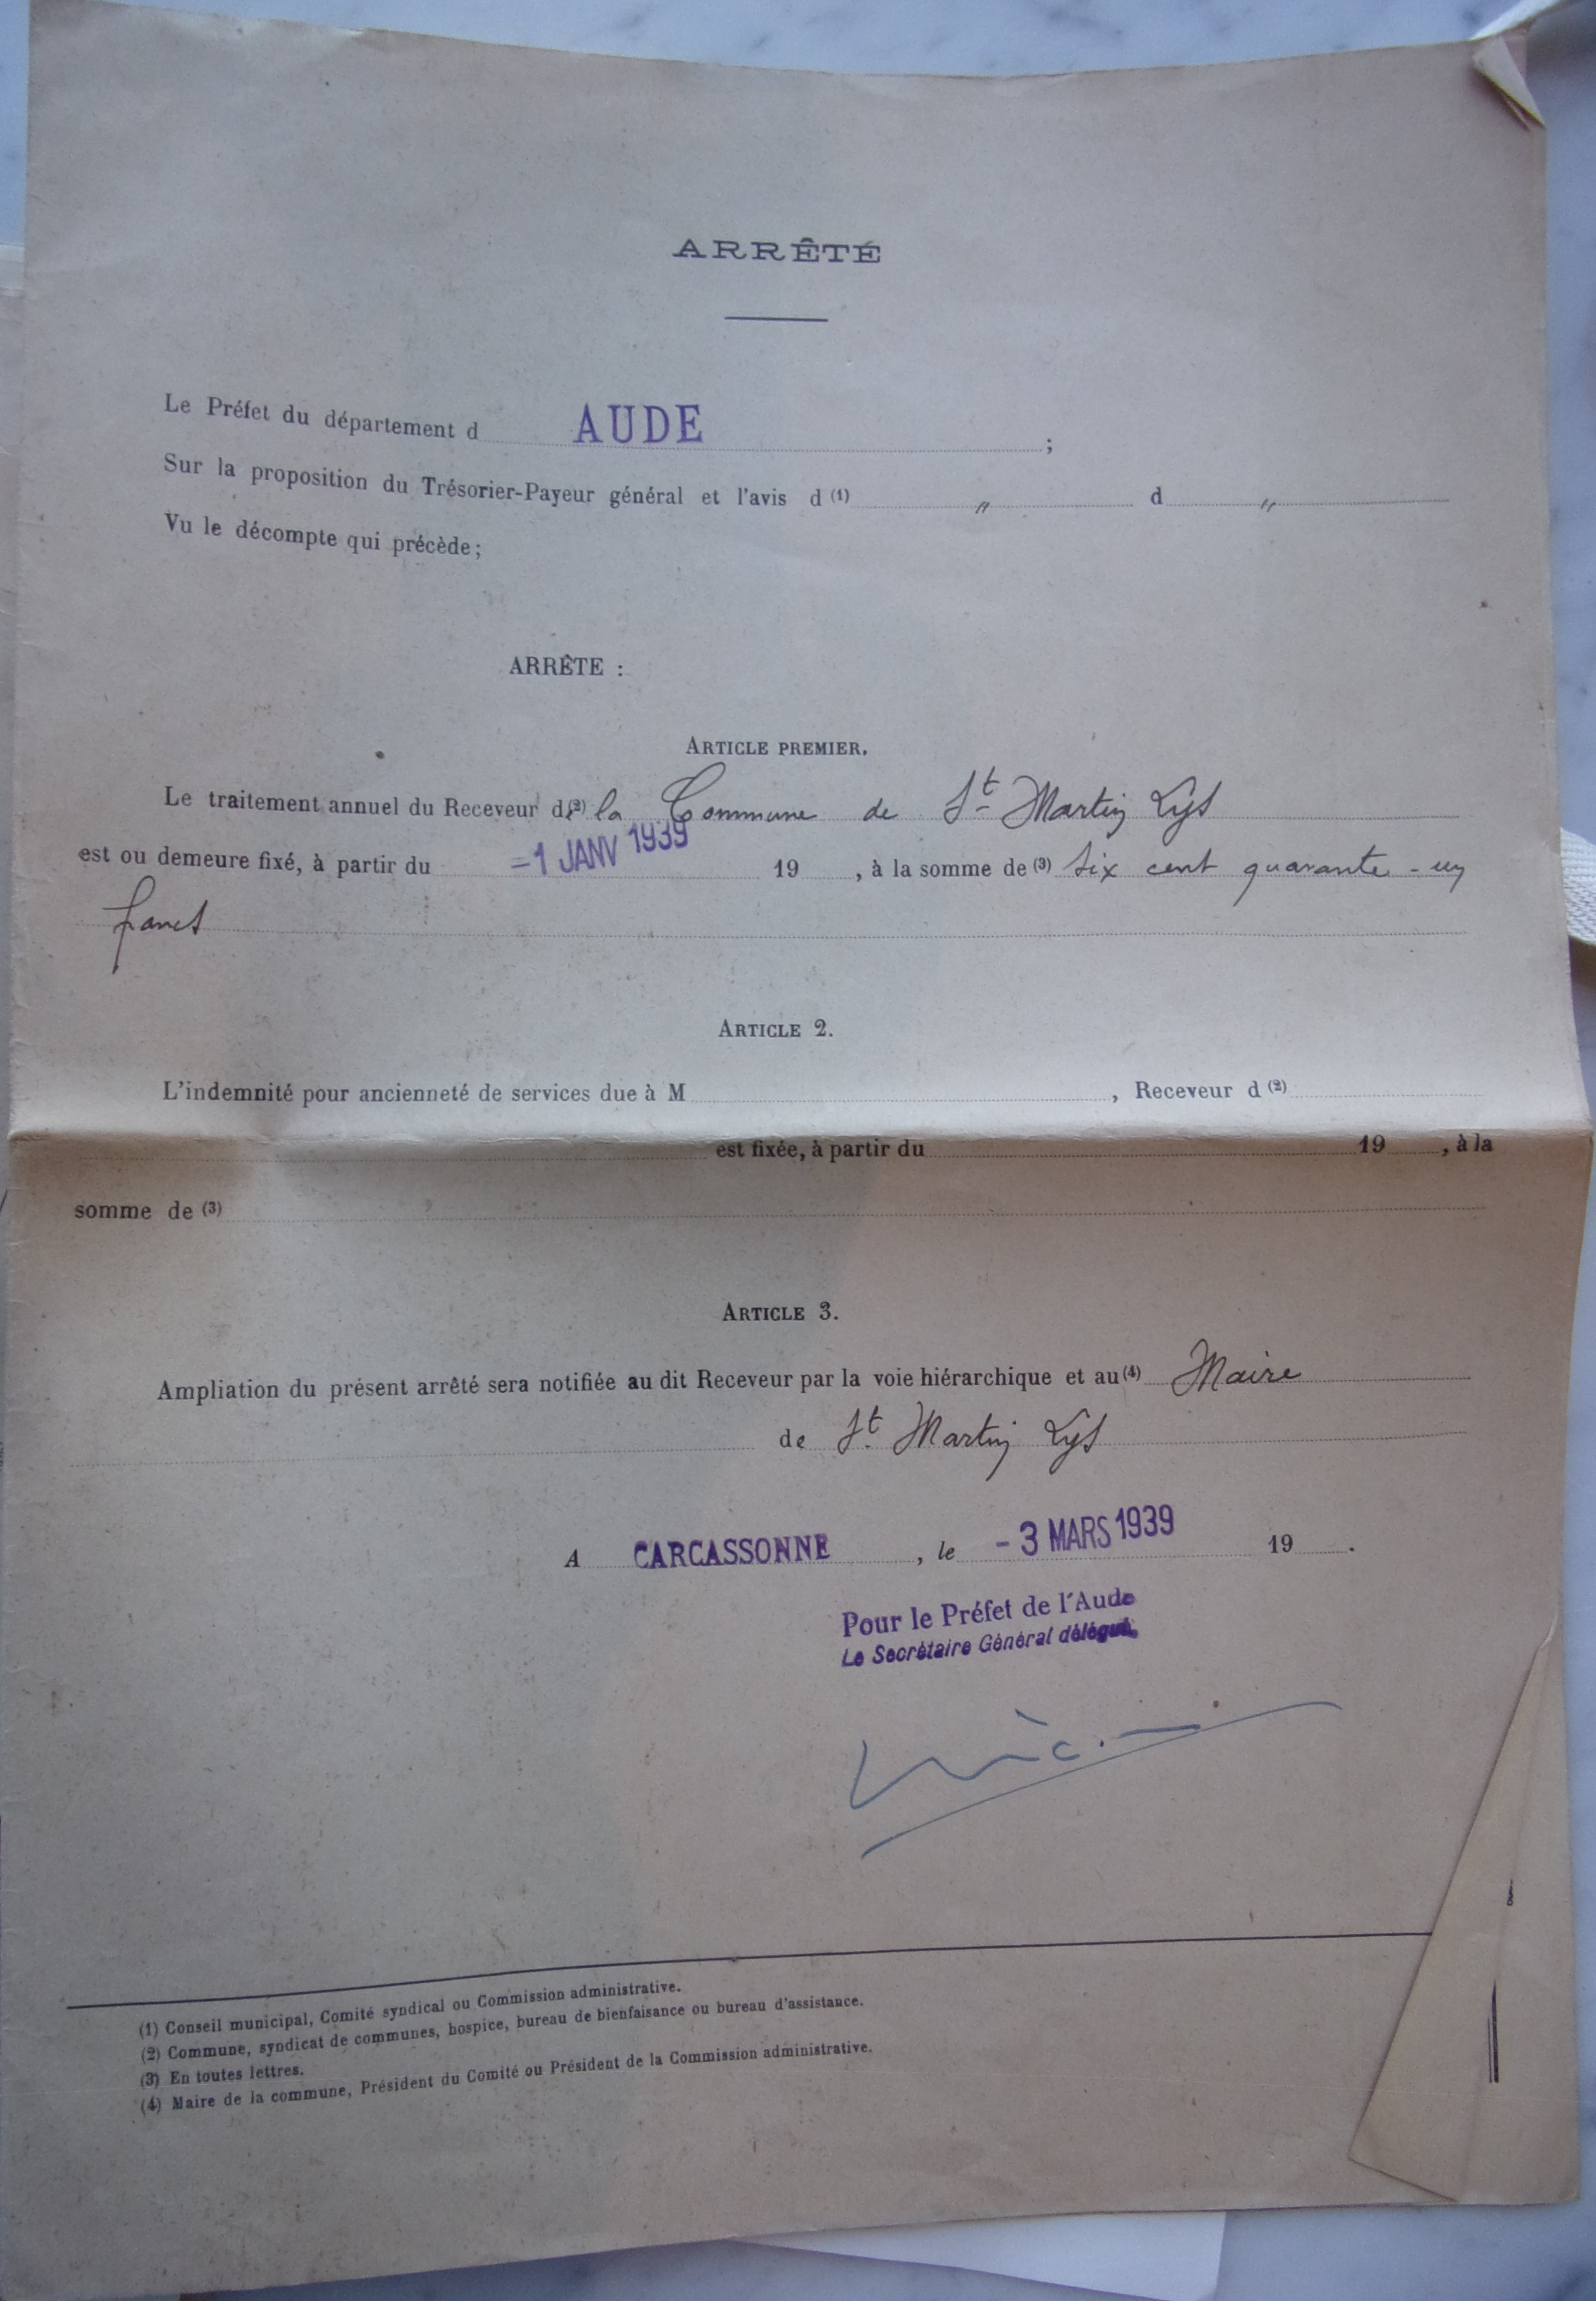 ARRÊTÉ
Le Préfet du département d AUDE ;
Sur la proposition du Trésorier-Payeur général et l'avis d (1) " d "
Vu le décompte qui précède ;
ARRÊTE :
ARTICLE PREMIER.
Le traitement annuel du Receveur d (2) la Commune de St Martin Lys
est ou demeure fixé, à partir du -1 JANV 1939 19 , à la somme de (3) six cent quarante-un
francs
ARTICLE 2.
L'indemnité pour ancienneté de services due à M , Receveur d (2)
est fixée, à partir du 19 , à la
somme de (3)
ARTICLE 3.
Ampliation du présent arrêté sera notifiée au dit Receveur par la voie hiérarchique et au (4) Maire
de St Martin Lys
A CARCASSONNE , le - 3 MARS 1939 19 .
Pour le Préfet de l'Aude
Le Secrétaire Général délégué,
(1) Conseil municipal, Comité syndical ou Commission administrative.
(2) Commune, syndicat de communes, hospice, bureau de bienfaisance ou bureau d'assistance.
(3) En toutes lettres.
(4) Maire de la commune, Président du Comité ou Président de la Commission administrative.